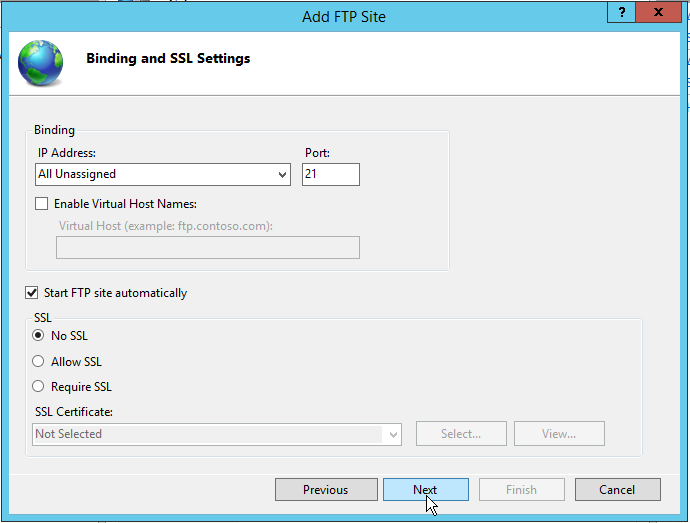 Add FTP Site
?
X
Binding and SSL Settings
Binding
IP Address:
Port:
All Unassigned
21
Enable Virtual Host Names:
Virtual Host (example: ftp.contoso.com):
Start FTP site automatically
SSL
No SSL
Allow SSL
Require SSL
SSL Certificate:
Not Selected
Select...
View...
Previous
Next
Finish
Cancel